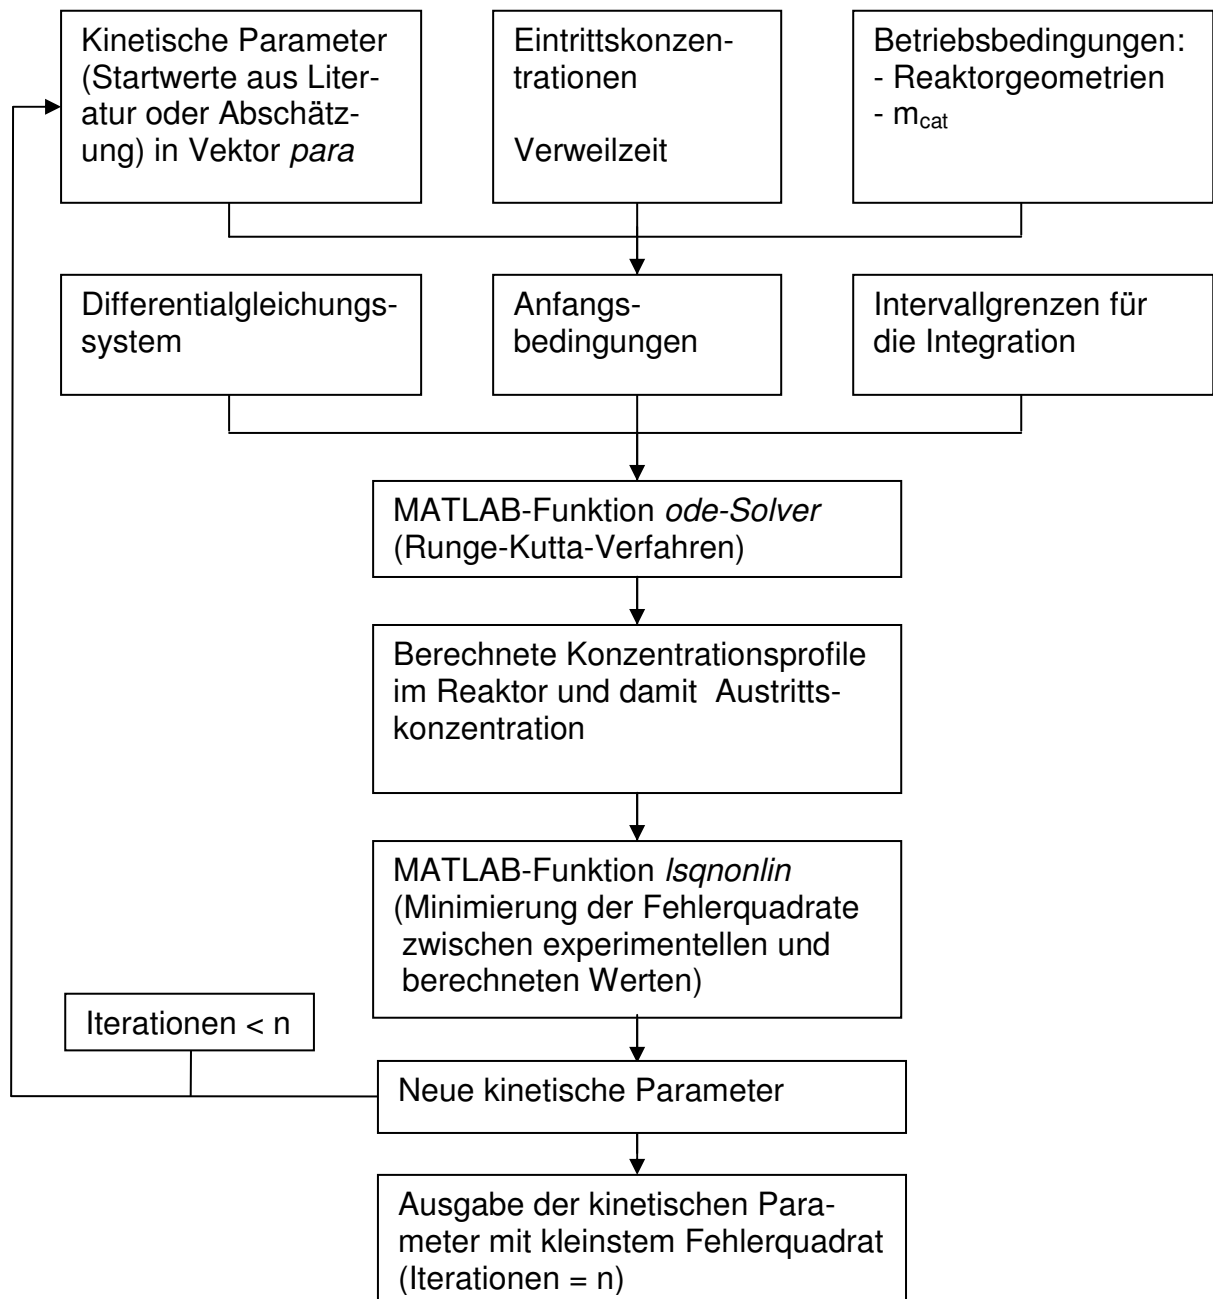 Kinetische Parameter
(Startwerte aus Liter-
atur oder Abschätz-
ung) in Vektor para
Eintrittskonzen-
trationen
Verweilzeit
Betriebsbedingungen:
- Reaktorgeometrien
- mcat
Differentialgleichungs-
system
Anfangs-
bedingungen
Intervallgrenzen für
die Integration
MATLAB-Funktion ode-Solver
(Runge-Kutta-Verfahren)
Berechnete Konzentrationsprofile
im Reaktor und damit Austritts-
konzentration
MATLAB-Funktion lsqnonlin
(Minimierung der Fehlerquadrate
zwischen experimentellen und
berechneten Werten)
Iterationen < n
Neue kinetische Parameter
Ausgabe der kinetischen Para-
meter mit kleinstem Fehlerquadrat
(Iterationen = n)